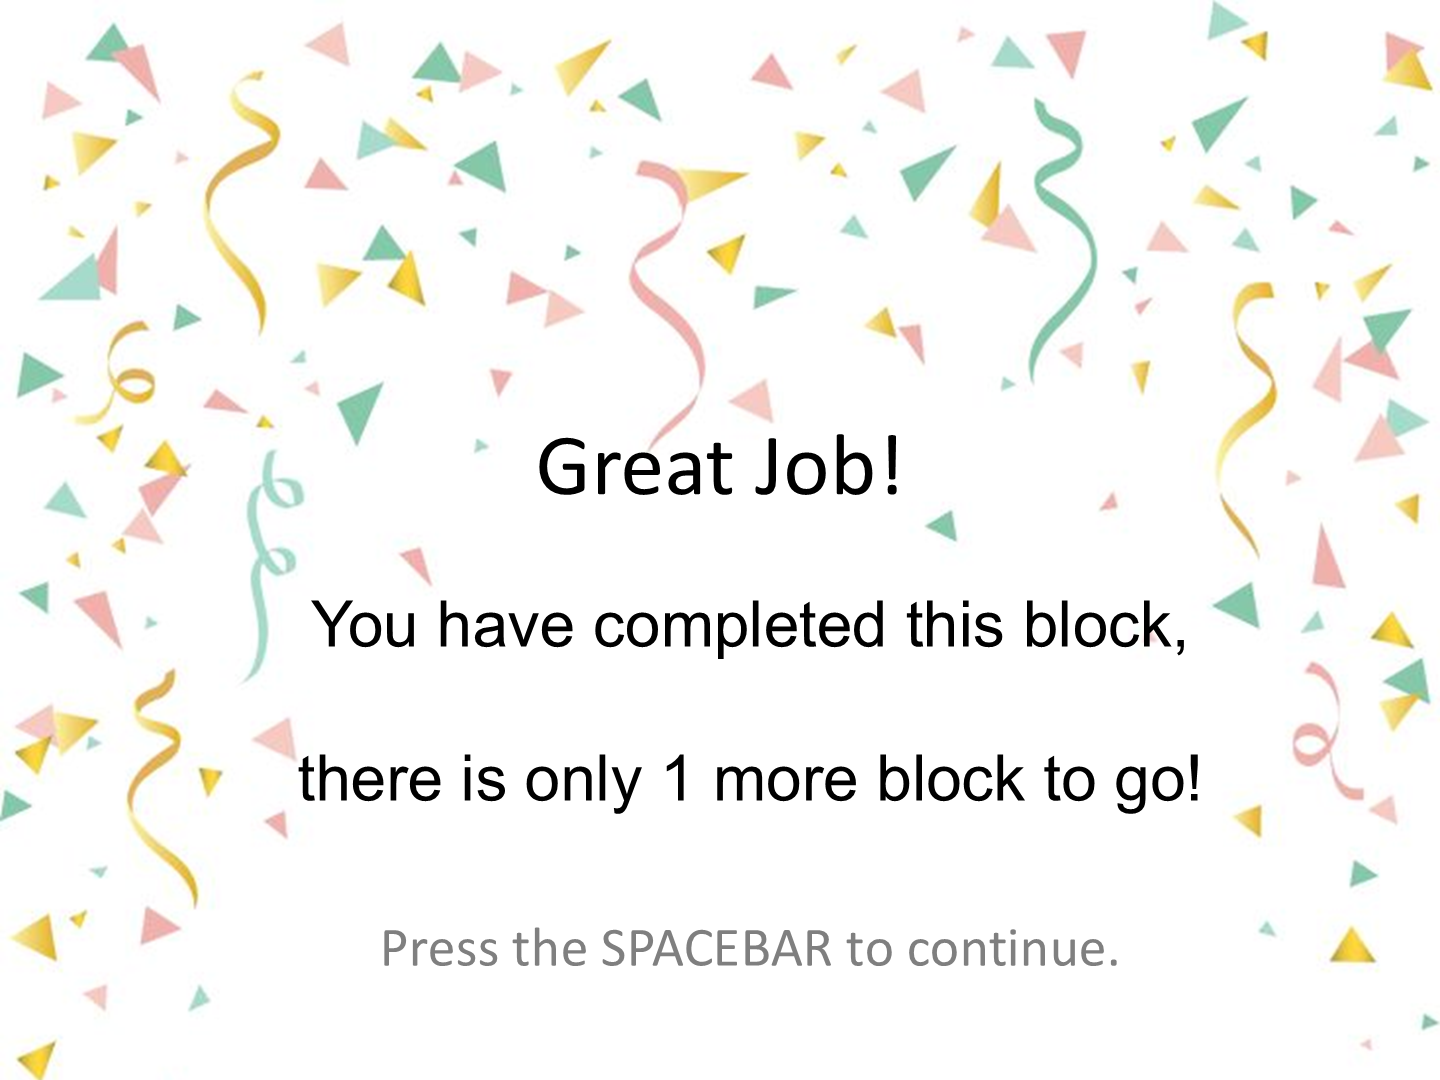 Great Job!
You have completed this block,
there is only 1 more block to go!
Press the SPACEBAR to continue.